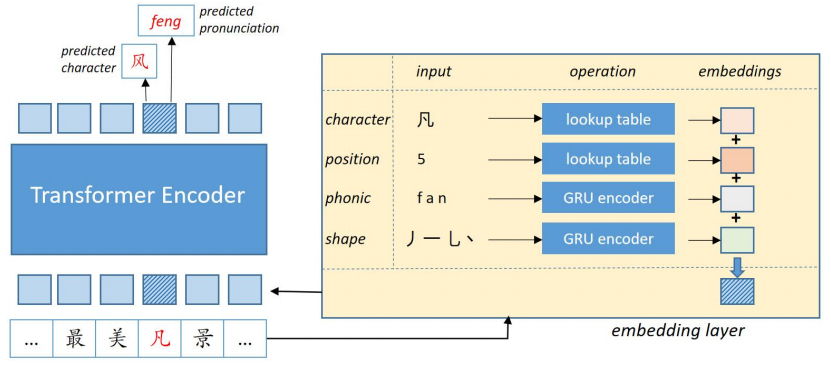 feng
predicted
pronunciation
predicted
character
风
input operation embeddings
character 凡 lookup table
+
position 5 lookup table
+
phonic f a n GRU encoder
+
shape 丿 一 乚 丶 GRU encoder
Transformer Encoder
... 最 美 凡 景 ...
embedding layer